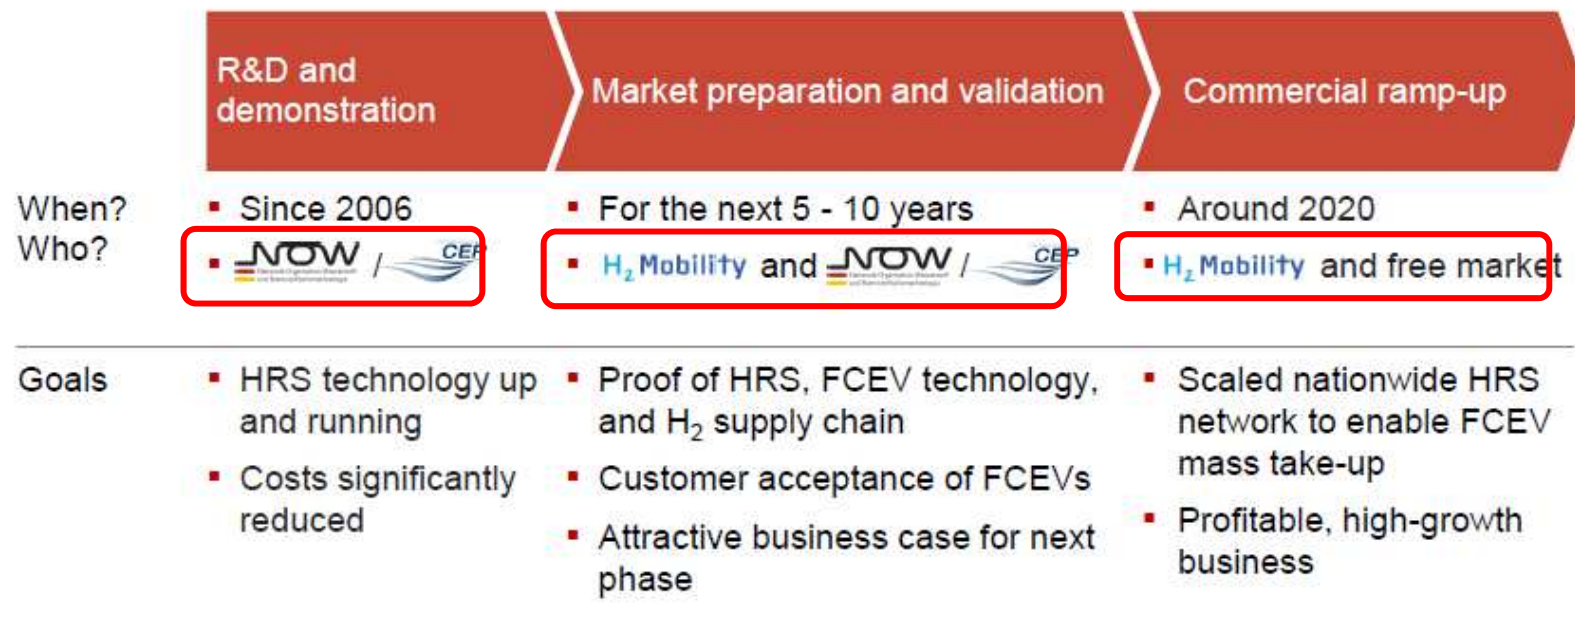 R&D and
demonstration
Market preparation and validation
Commercial ramp-up
When?
Who?
▪ Since 2006
▪ NOW / CEP
▪ For the next 5 - 10 years
▪ H₂ Mobility and NOW / CEP
▪ Around 2020
▪ H₂ Mobility and free market
Goals
▪ HRS technology up
and running
▪ Costs significantly
reduced
▪ Proof of HRS, FCEV technology,
and H₂ supply chain
▪ Customer acceptance of FCEVs
▪ Attractive business case for next
phase
▪ Scaled nationwide HRS
network to enable FCEV
mass take-up
▪ Profitable, high-growth
business